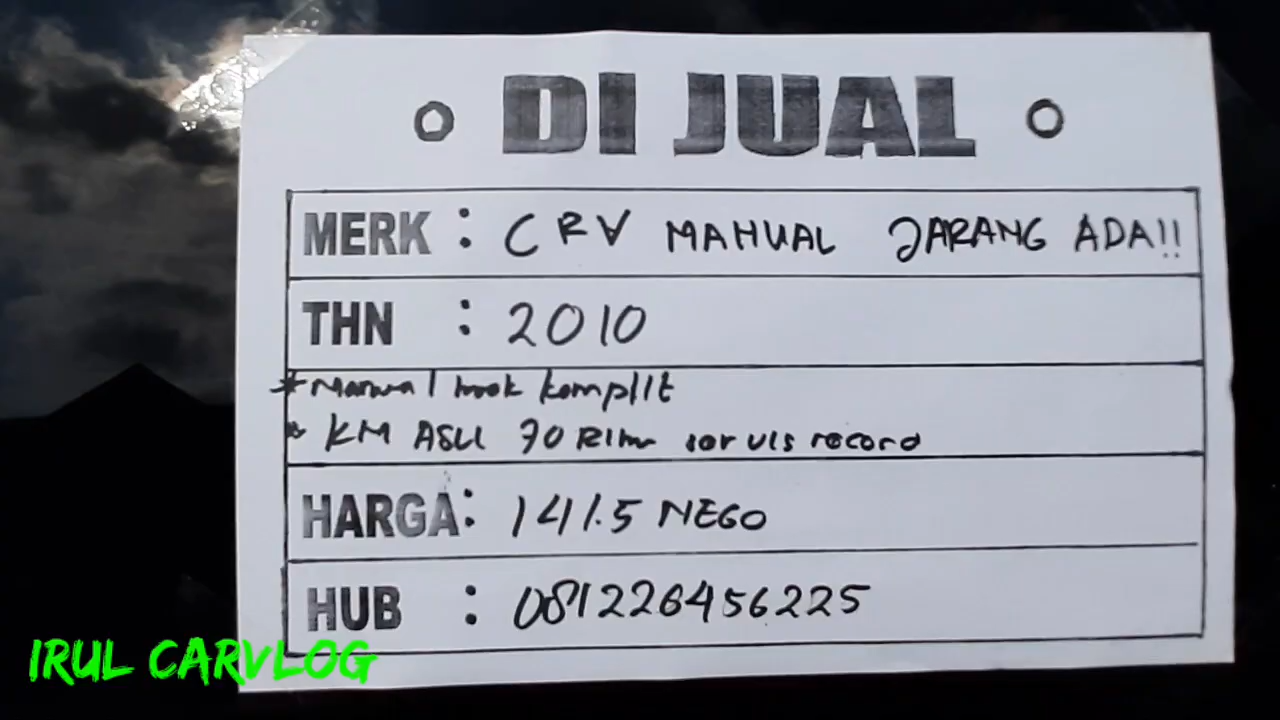 DI JUAL
MERK : CRV MANUAL JARANG ADA!!
THN : 2010
* Manual book komplit
* KM ASLI 70 RIbu servis record
HARGA: 141.5 NEGO
HUB : 081226456225
IRUL CARVLOG